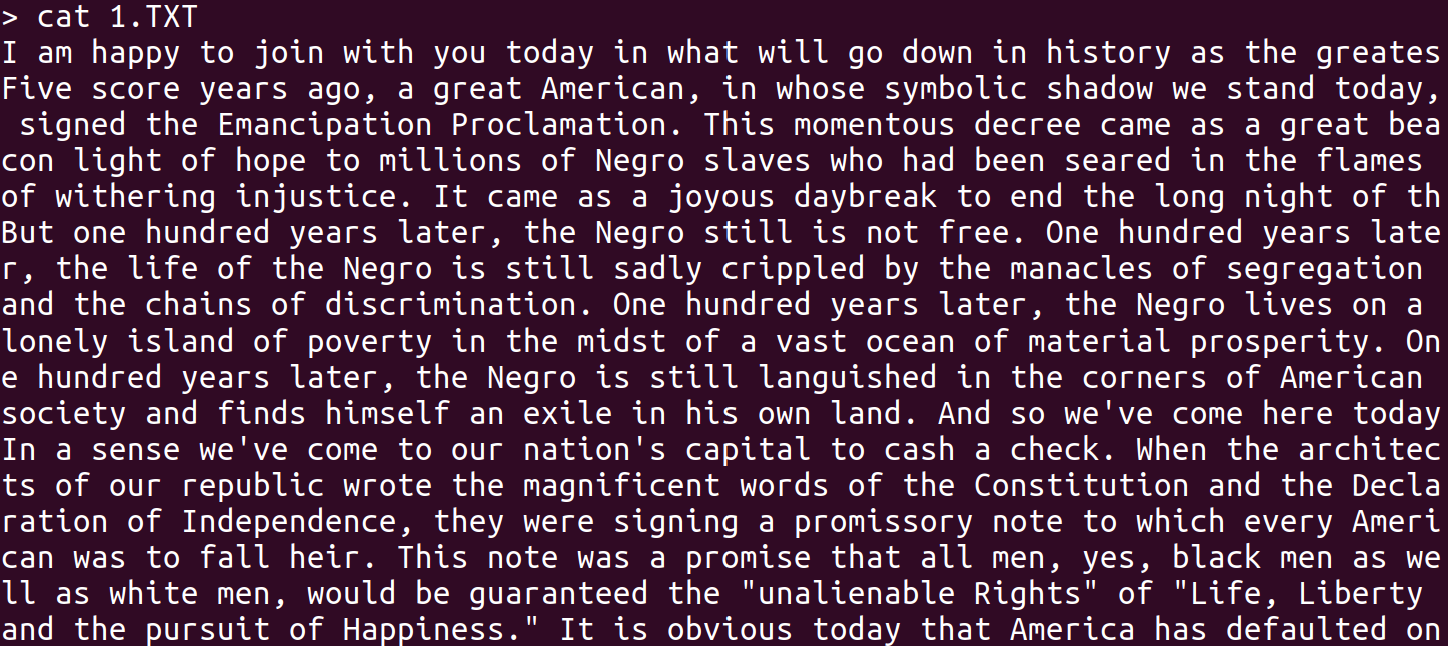 > cat 1.TXT
I am happy to join with you today in what will go down in history as the greates
Five score years ago, a great American, in whose symbolic shadow we stand today,
 signed the Emancipation Proclamation. This momentous decree came as a great bea
con light of hope to millions of Negro slaves who had been seared in the flames
of withering injustice. It came as a joyous daybreak to end the long night of th
But one hundred years later, the Negro still is not free. One hundred years late
r, the life of the Negro is still sadly crippled by the manacles of segregation
and the chains of discrimination. One hundred years later, the Negro lives on a
lonely island of poverty in the midst of a vast ocean of material prosperity. On
e hundred years later, the Negro is still languished in the corners of American
society and finds himself an exile in his own land. And so we've come here today
In a sense we've come to our nation's capital to cash a check. When the architec
ts of our republic wrote the magnificent words of the Constitution and the Decla
ration of Independence, they were signing a promissory note to which every Ameri
can was to fall heir. This note was a promise that all men, yes, black men as we
ll as white men, would be guaranteed the "unalienable Rights" of "Life, Liberty
and the pursuit of Happiness." It is obvious today that America has defaulted on